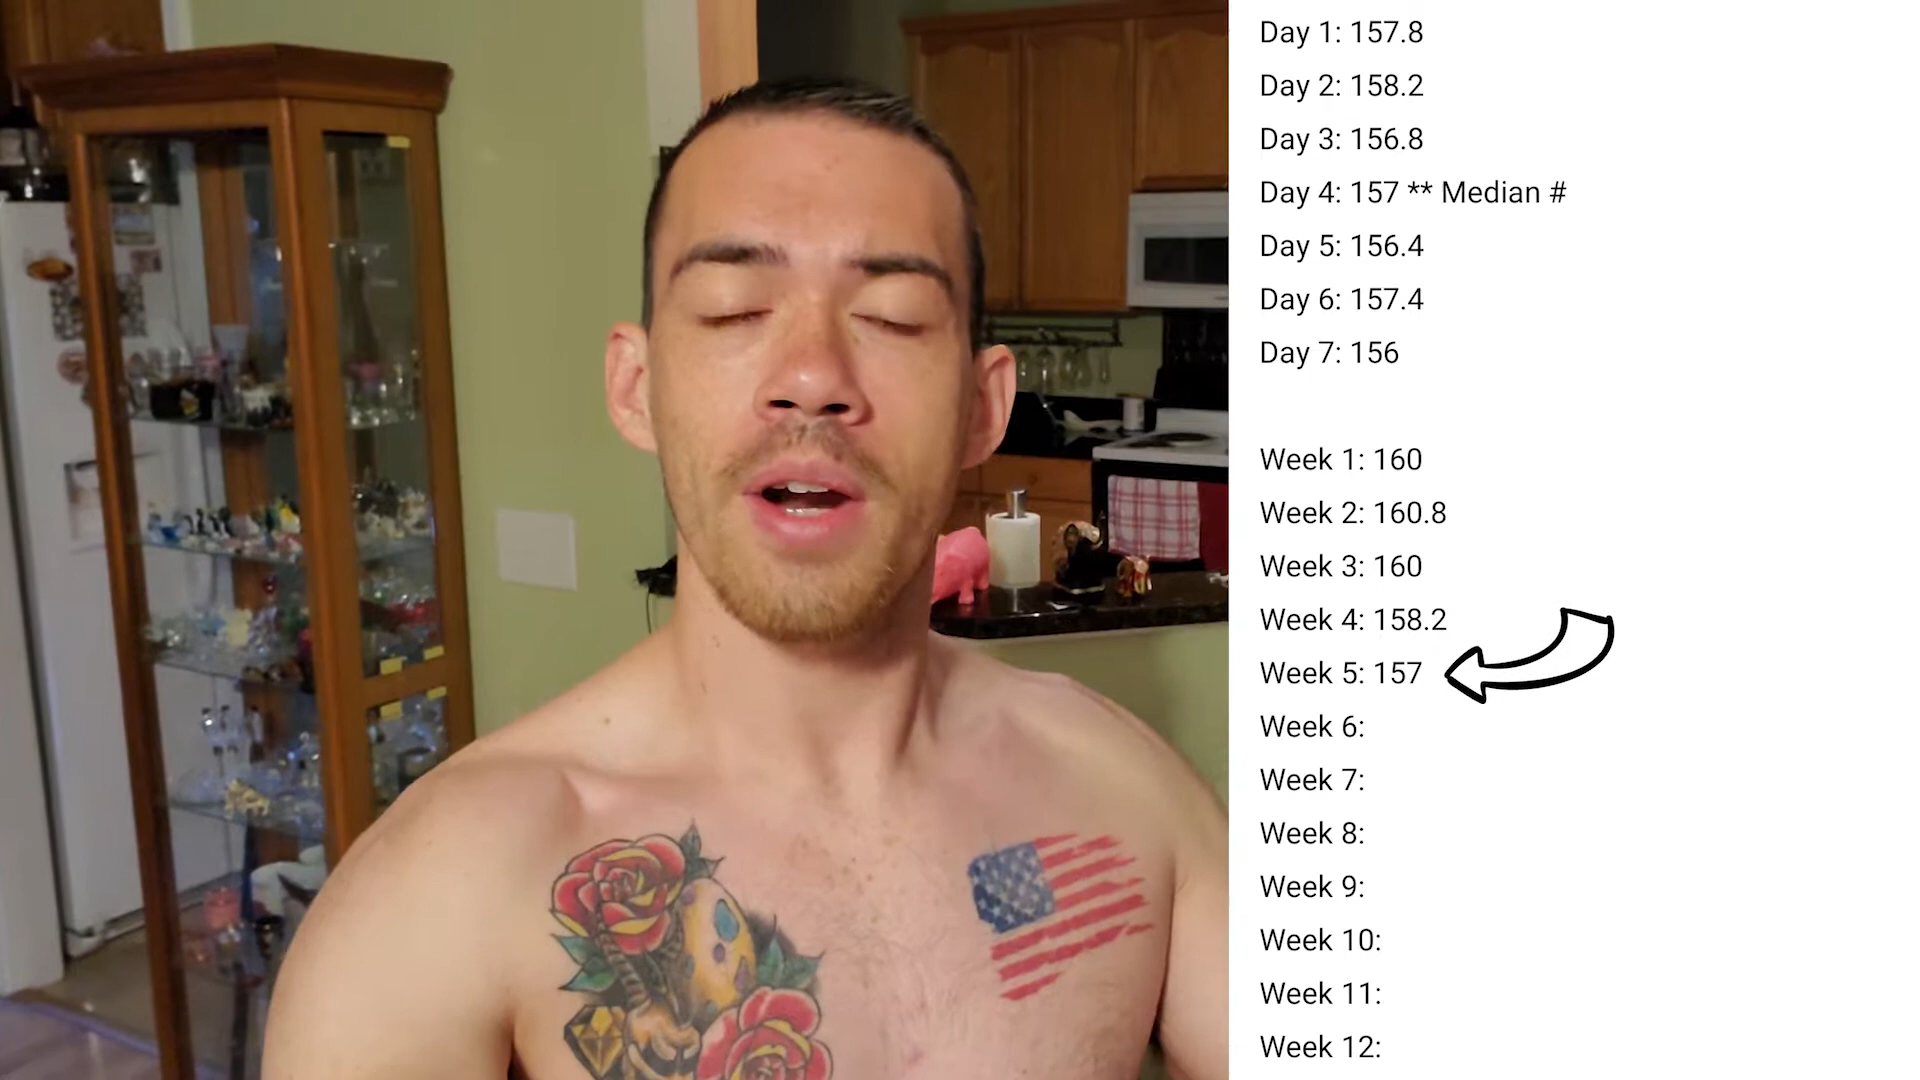 Day 1: 157.8
Day 2: 158.2
Day 3: 156.8
Day 4: 157 ** Median #
Day 5: 156.4
Day 6: 157.4
Day 7: 156
Week 1: 160
Week 2: 160.8
Week 3: 160
Week 4: 158.2
Week 5: 157
Week 6:
Week 7:
Week 8:
Week 9:
Week 10:
Week 11:
Week 12: